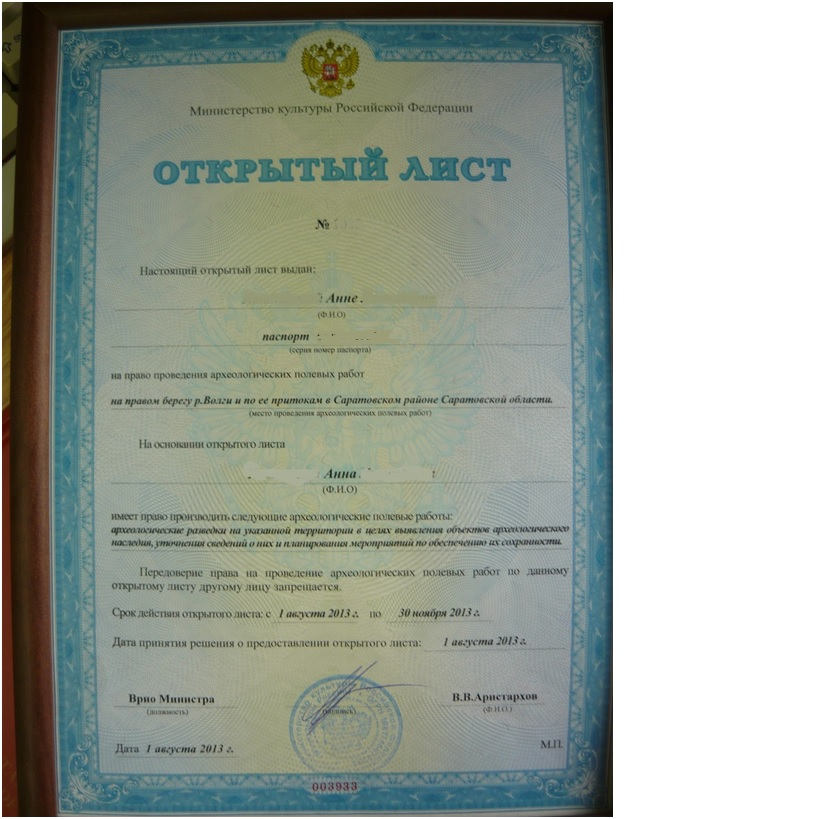 Министерство культуры Российской Федерации
ОТКРЫТЫЙ ЛИСТ
№
Настоящий открытый лист выдан:
Анне
(Ф.И.О)
паспорт
(серия номер паспорта)
на право проведения археологических полевых работ
на правом берегу р.Волги и по ее притокам в Саратовском районе Саратовской области.
(место проведения археологических полевых работ)
На основании открытого листа
Анна
(Ф.И.О)
имеет право производить следующие археологические полевые работы:
археологические разведки на указанной территории в целях выявления объектов археологического
наследия, уточнения сведений о них и планирования мероприятий по обеспечению их сохранности.
Передоверие права на проведение археологических полевых работ по данному
открытому листу другому лицу запрещается.
Срок действия открытого листа: с 1 августа 2013 г. по 30 ноября 2013 г.
Дата принятия решения о предоставлении открытого листа: 1 августа 2013 г.
Врио Министра В.В.Аристархов
(должность) (подпись) (Ф.И.О.)
Дата 1 августа 2013 г. М.П.
003933